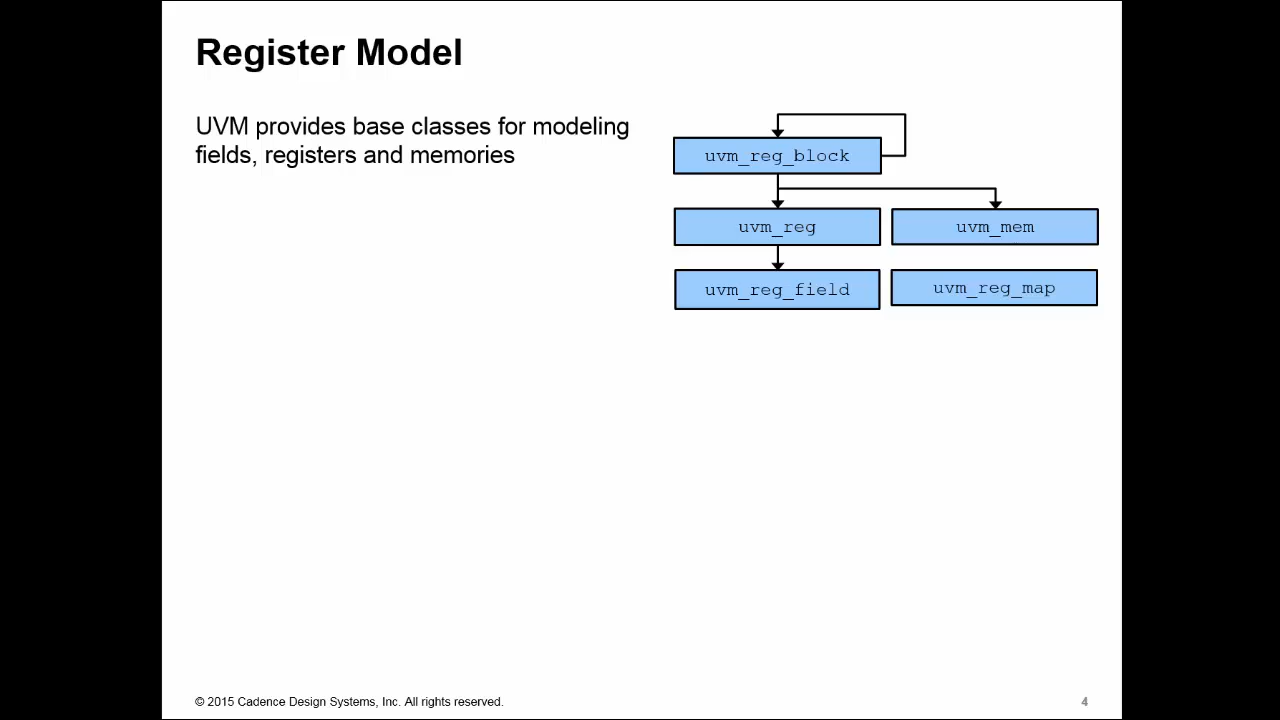 Register Model
UVM provides base classes for modeling
fields, registers and memories
uvm_reg_block
uvm_reg
uvm_mem
uvm_reg_field
uvm_reg_map
© 2015 Cadence Design Systems, Inc. All rights reserved.
4